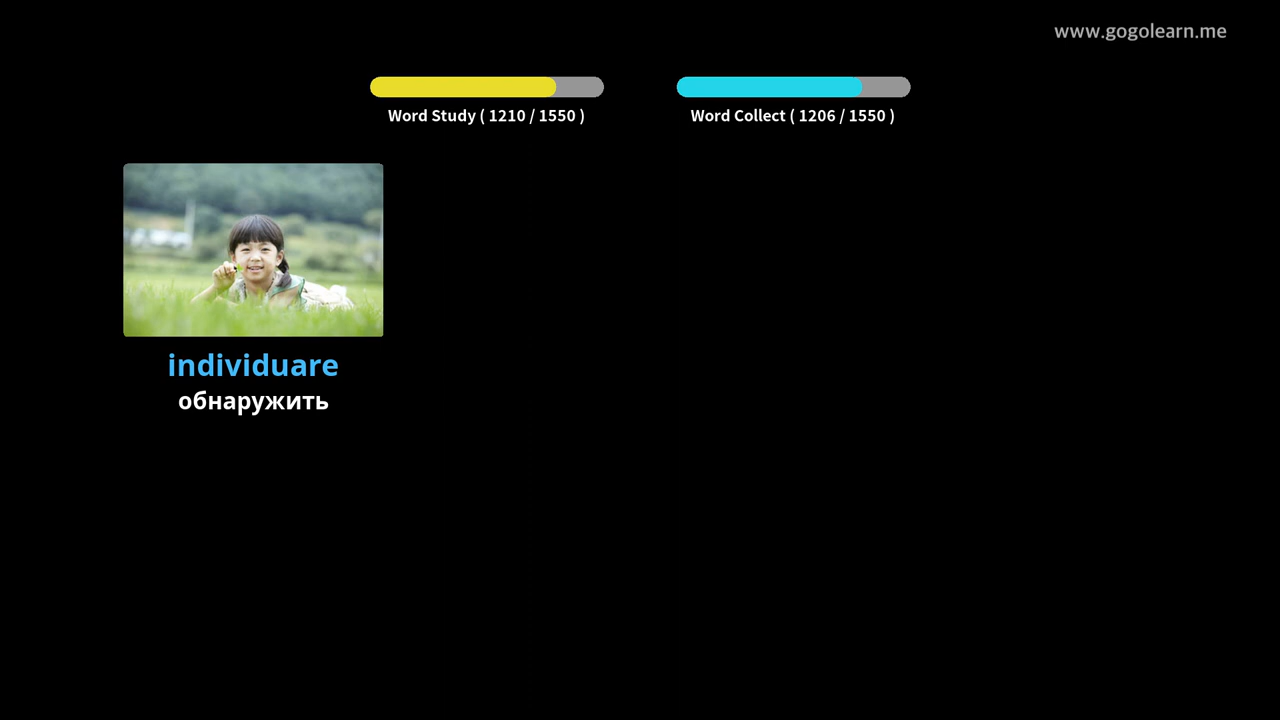 www.gogolearn.me
Word Study ( 1210 / 1550 )
Word Collect ( 1206 / 1550 )
individuare
обнаружить